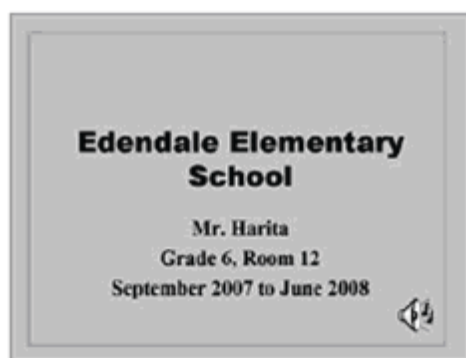 Edendale Elementary
School
Mr. Harita
Grade 6, Room 12
September 2007 to June 2008